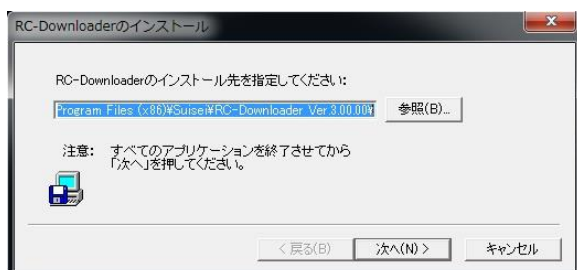 RC-Downloaderのインストール
RC-Downloaderのインストール先を指定してください:
Program Files (x86)¥Suisei¥RC-Downloader Ver.3.00.00¥
参照(B)...
注意: すべてのアプリケーションを終了させてから
「次へ」を押してください。
< 戻る(B) 次へ(N) > キャンセル